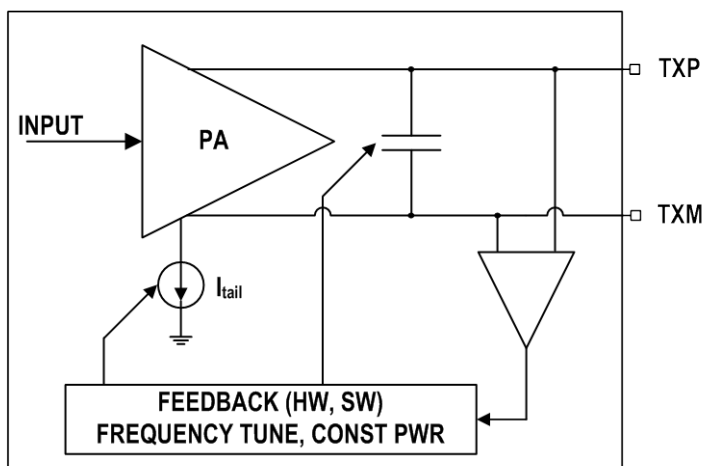 TXP
INPUT
PA
TXM
Itail
FEEDBACK (HW, SW)
FREQUENCY TUNE, CONST PWR